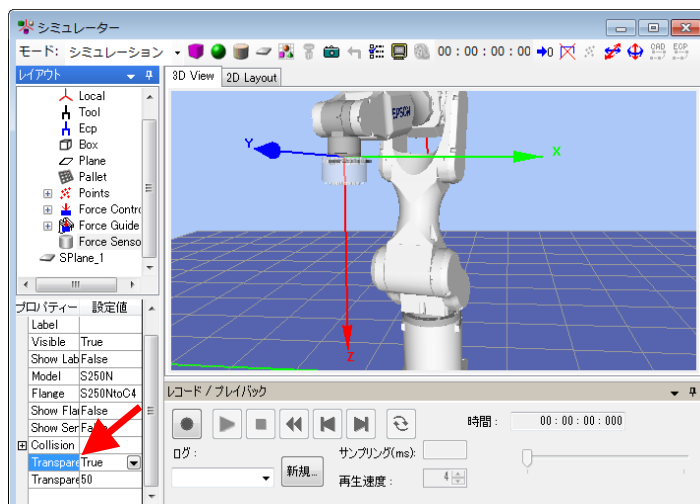 シミュレーター
モード: シミュレーション
00 : 00 : 00 : 00
CAD
ECP
レイアウト
3D View
2D Layout
Local
Tool
Ecp
Box
Plane
Pallet
Points
Force Contro
Force Guide
Force Senso
SPlane_1
EPSON
Y
X
Z
プロパティー 設定値
Label
Visible True
Show Lab False
Model S250N
Flange S250NtoC4
Show Fla False
Show Ser False
Collision
Transpare True
Transpare 50
レコード / プレイバック
時間 : 00 : 00 : 00 : 000
ログ :
新規...
サンプリング(ms):
再生速度 : 4